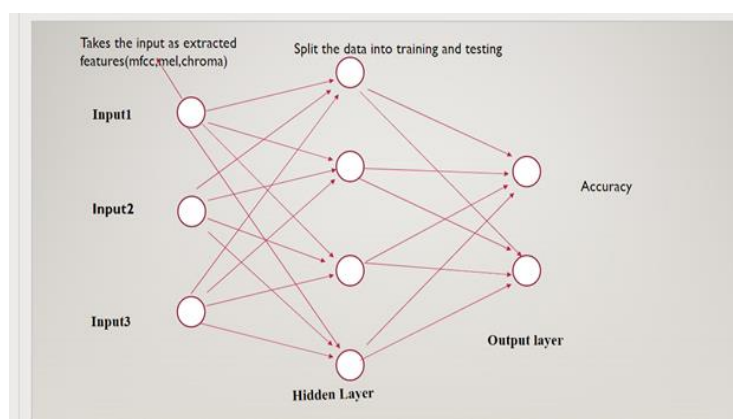 Takes the input as extracted
features(mfcc,mel,chroma)
Split the data into training and testing
Input1
Input2
Accuracy
Input3
Output layer
Hidden Layer